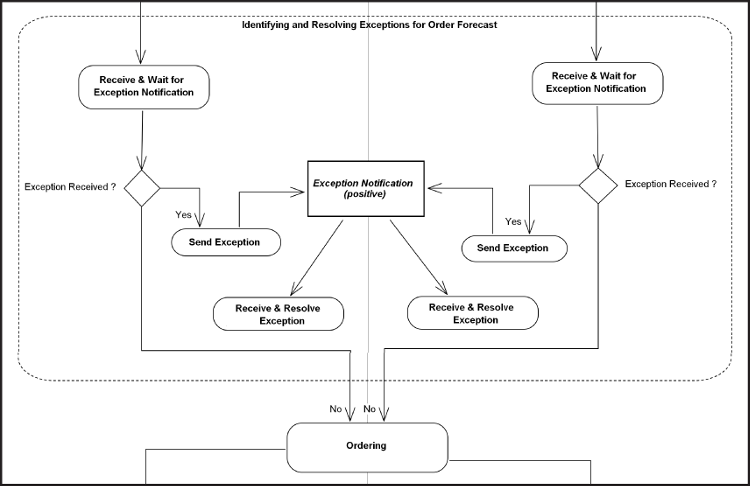 Identifying and Resolving Exceptions for Order Forecast
Receive & Wait for
Exception Notification
Receive & Wait for
Exception Notification
Exception Received ?
Exception Notification
(positive)
Exception Received ?
Yes
Yes
Send Exception
Send Exception
Receive & Resolve
Exception
Receive & Resolve
Exception
No
No
Ordering